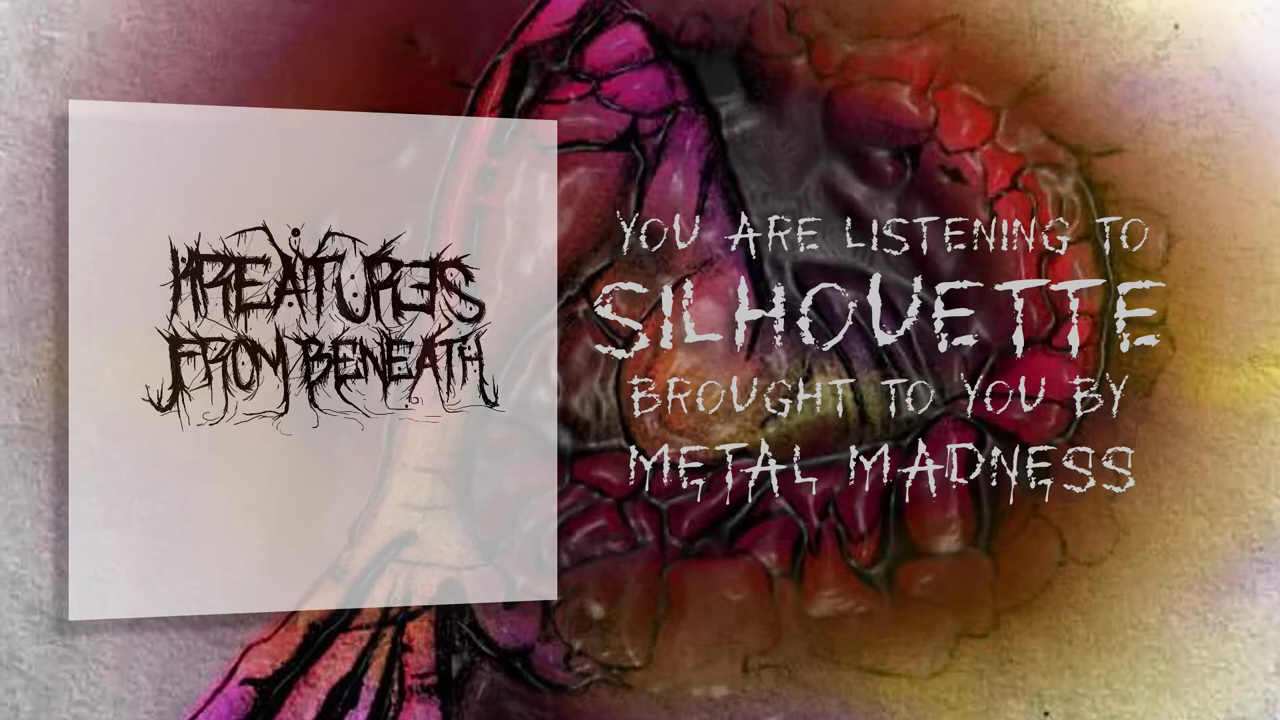 KREATURES
FROM BENEATH
YOU ARE LISTENING TO
SILHOUETTE
BROUGHT TO YOU BY
METAL MADNESS